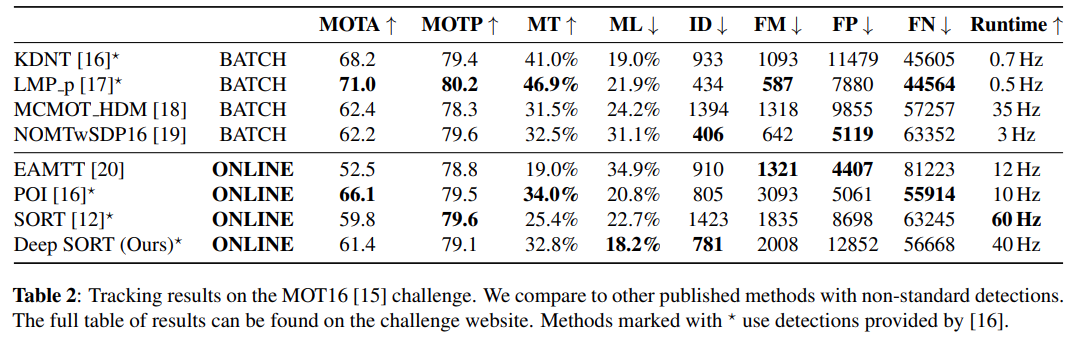 MOTA ↑ MOTP ↑ MT ↑ ML ↓ ID ↓ FM ↓ FP ↓ FN ↓ Runtime ↑
KDNT [16]⋆ BATCH 68.2 79.4 41.0% 19.0% 933 1093 11479 45605 0.7 Hz
LMP_p [17]⋆ BATCH 71.0 80.2 46.9% 21.9% 434 587 7880 44564 0.5 Hz
MCMOT_HDM [18] BATCH 62.4 78.3 31.5% 24.2% 1394 1318 9855 57257 35 Hz
NOMTwSDP16 [19] BATCH 62.2 79.6 32.5% 31.1% 406 642 5119 63352 3 Hz
EAMTT [20] ONLINE 52.5 78.8 19.0% 34.9% 910 1321 4407 81223 12 Hz
POI [16]⋆ ONLINE 66.1 79.5 34.0% 20.8% 805 3093 5061 55914 10 Hz
SORT [12]⋆ ONLINE 59.8 79.6 25.4% 22.7% 1423 1835 8698 63245 60 Hz
Deep SORT (Ours)⋆ ONLINE 61.4 79.1 32.8% 18.2% 781 2008 12852 56668 40 Hz
Table 2: Tracking results on the MOT16 [15] challenge. We compare to other published methods with non-standard detections.
The full table of results can be found on the challenge website. Methods marked with ⋆ use detections provided by [16].